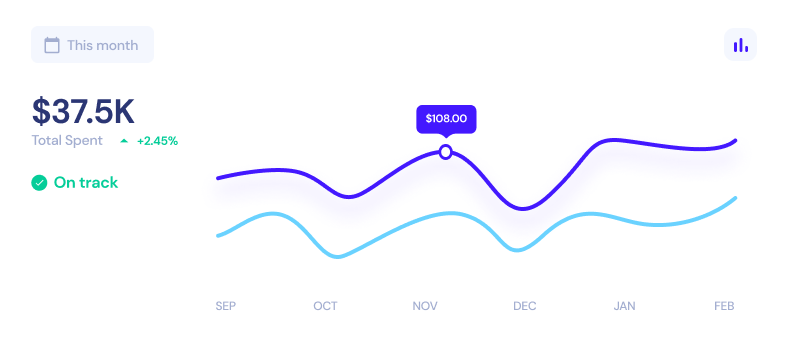 This month
$37.5K
Total Spent +2.45%
On track
$108.00
SEP OCT NOV DEC JAN FEB